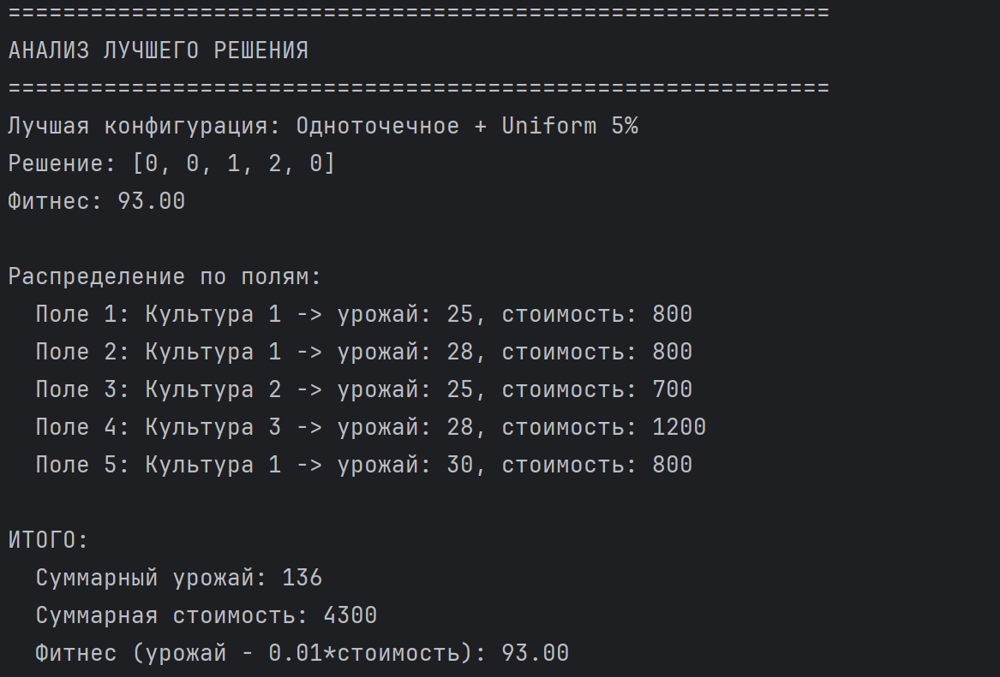 ============================================================
АНАЛИЗ ЛУЧШЕГО РЕШЕНИЯ
============================================================
Лучшая конфигурация: Одноточечное + Uniform 5%
Решение: [0, 0, 1, 2, 0]
Фитнес: 93.00
Распределение по полям:
Поле 1: Культура 1 -> урожай: 25, стоимость: 800
Поле 2: Культура 1 -> урожай: 28, стоимость: 800
Поле 3: Культура 2 -> урожай: 25, стоимость: 700
Поле 4: Культура 3 -> урожай: 28, стоимость: 1200
Поле 5: Культура 1 -> урожай: 30, стоимость: 800
ИТОГО:
Суммарный урожай: 136
Суммарная стоимость: 4300
Фитнес (урожай - 0.01*стоимость): 93.00